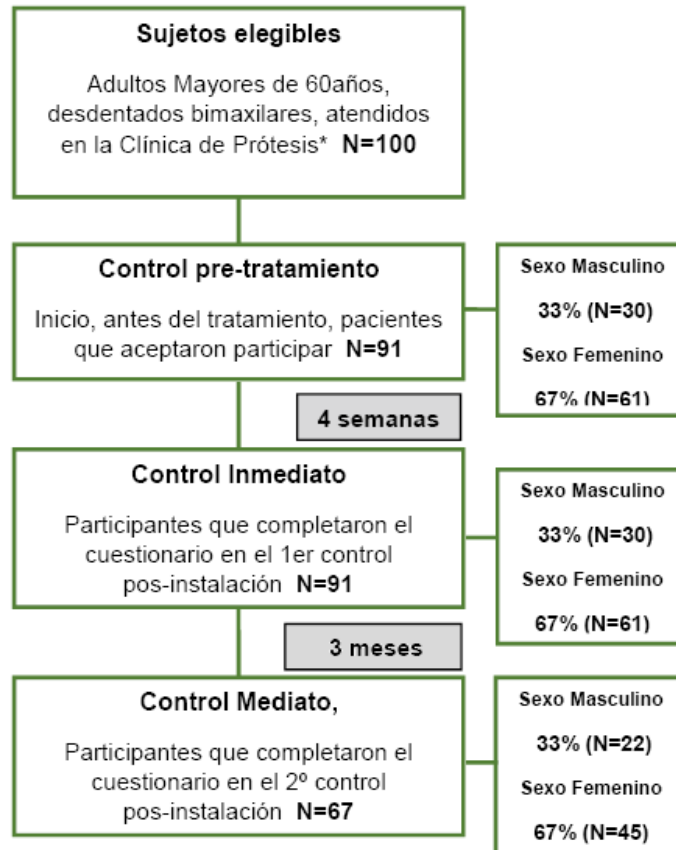 Sujetos elegibles
Adultos Mayores de 60años,
desdentados bimaxilares, atendidos
en la Clínica de Prótesis* N=100
Control pre-tratamiento
Inicio, antes del tratamiento, pacientes
que aceptaron participar N=91
Sexo Masculino
33% (N=30)
Sexo Femenino
67% (N=61)
4 semanas
Control Inmediato
Participantes que completaron el
cuestionario en el 1er control
pos-instalación N=91
Sexo Masculino
33% (N=30)
Sexo Femenino
67% (N=61)
3 meses
Control Mediato,
Participantes que completaron el
cuestionario en el 2º control
pos-instalación N=67
Sexo Masculino
33% (N=22)
Sexo Femenino
67% (N=45)